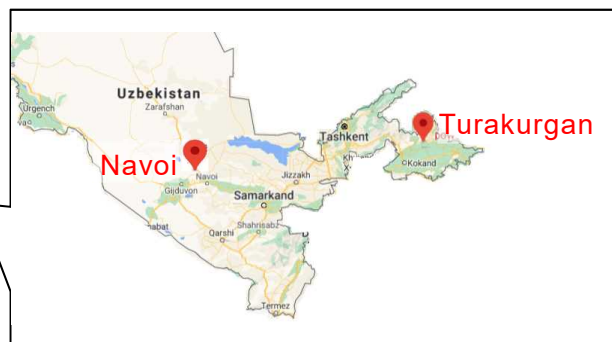 Uzbekistan
Urgench
Zarafshan
Turakurgan
Tashkent
Navoi
Kokand
Navoi
Gijduvon
Jizzakh
Samarkand
Shahrisabz
Qarshi
Termez